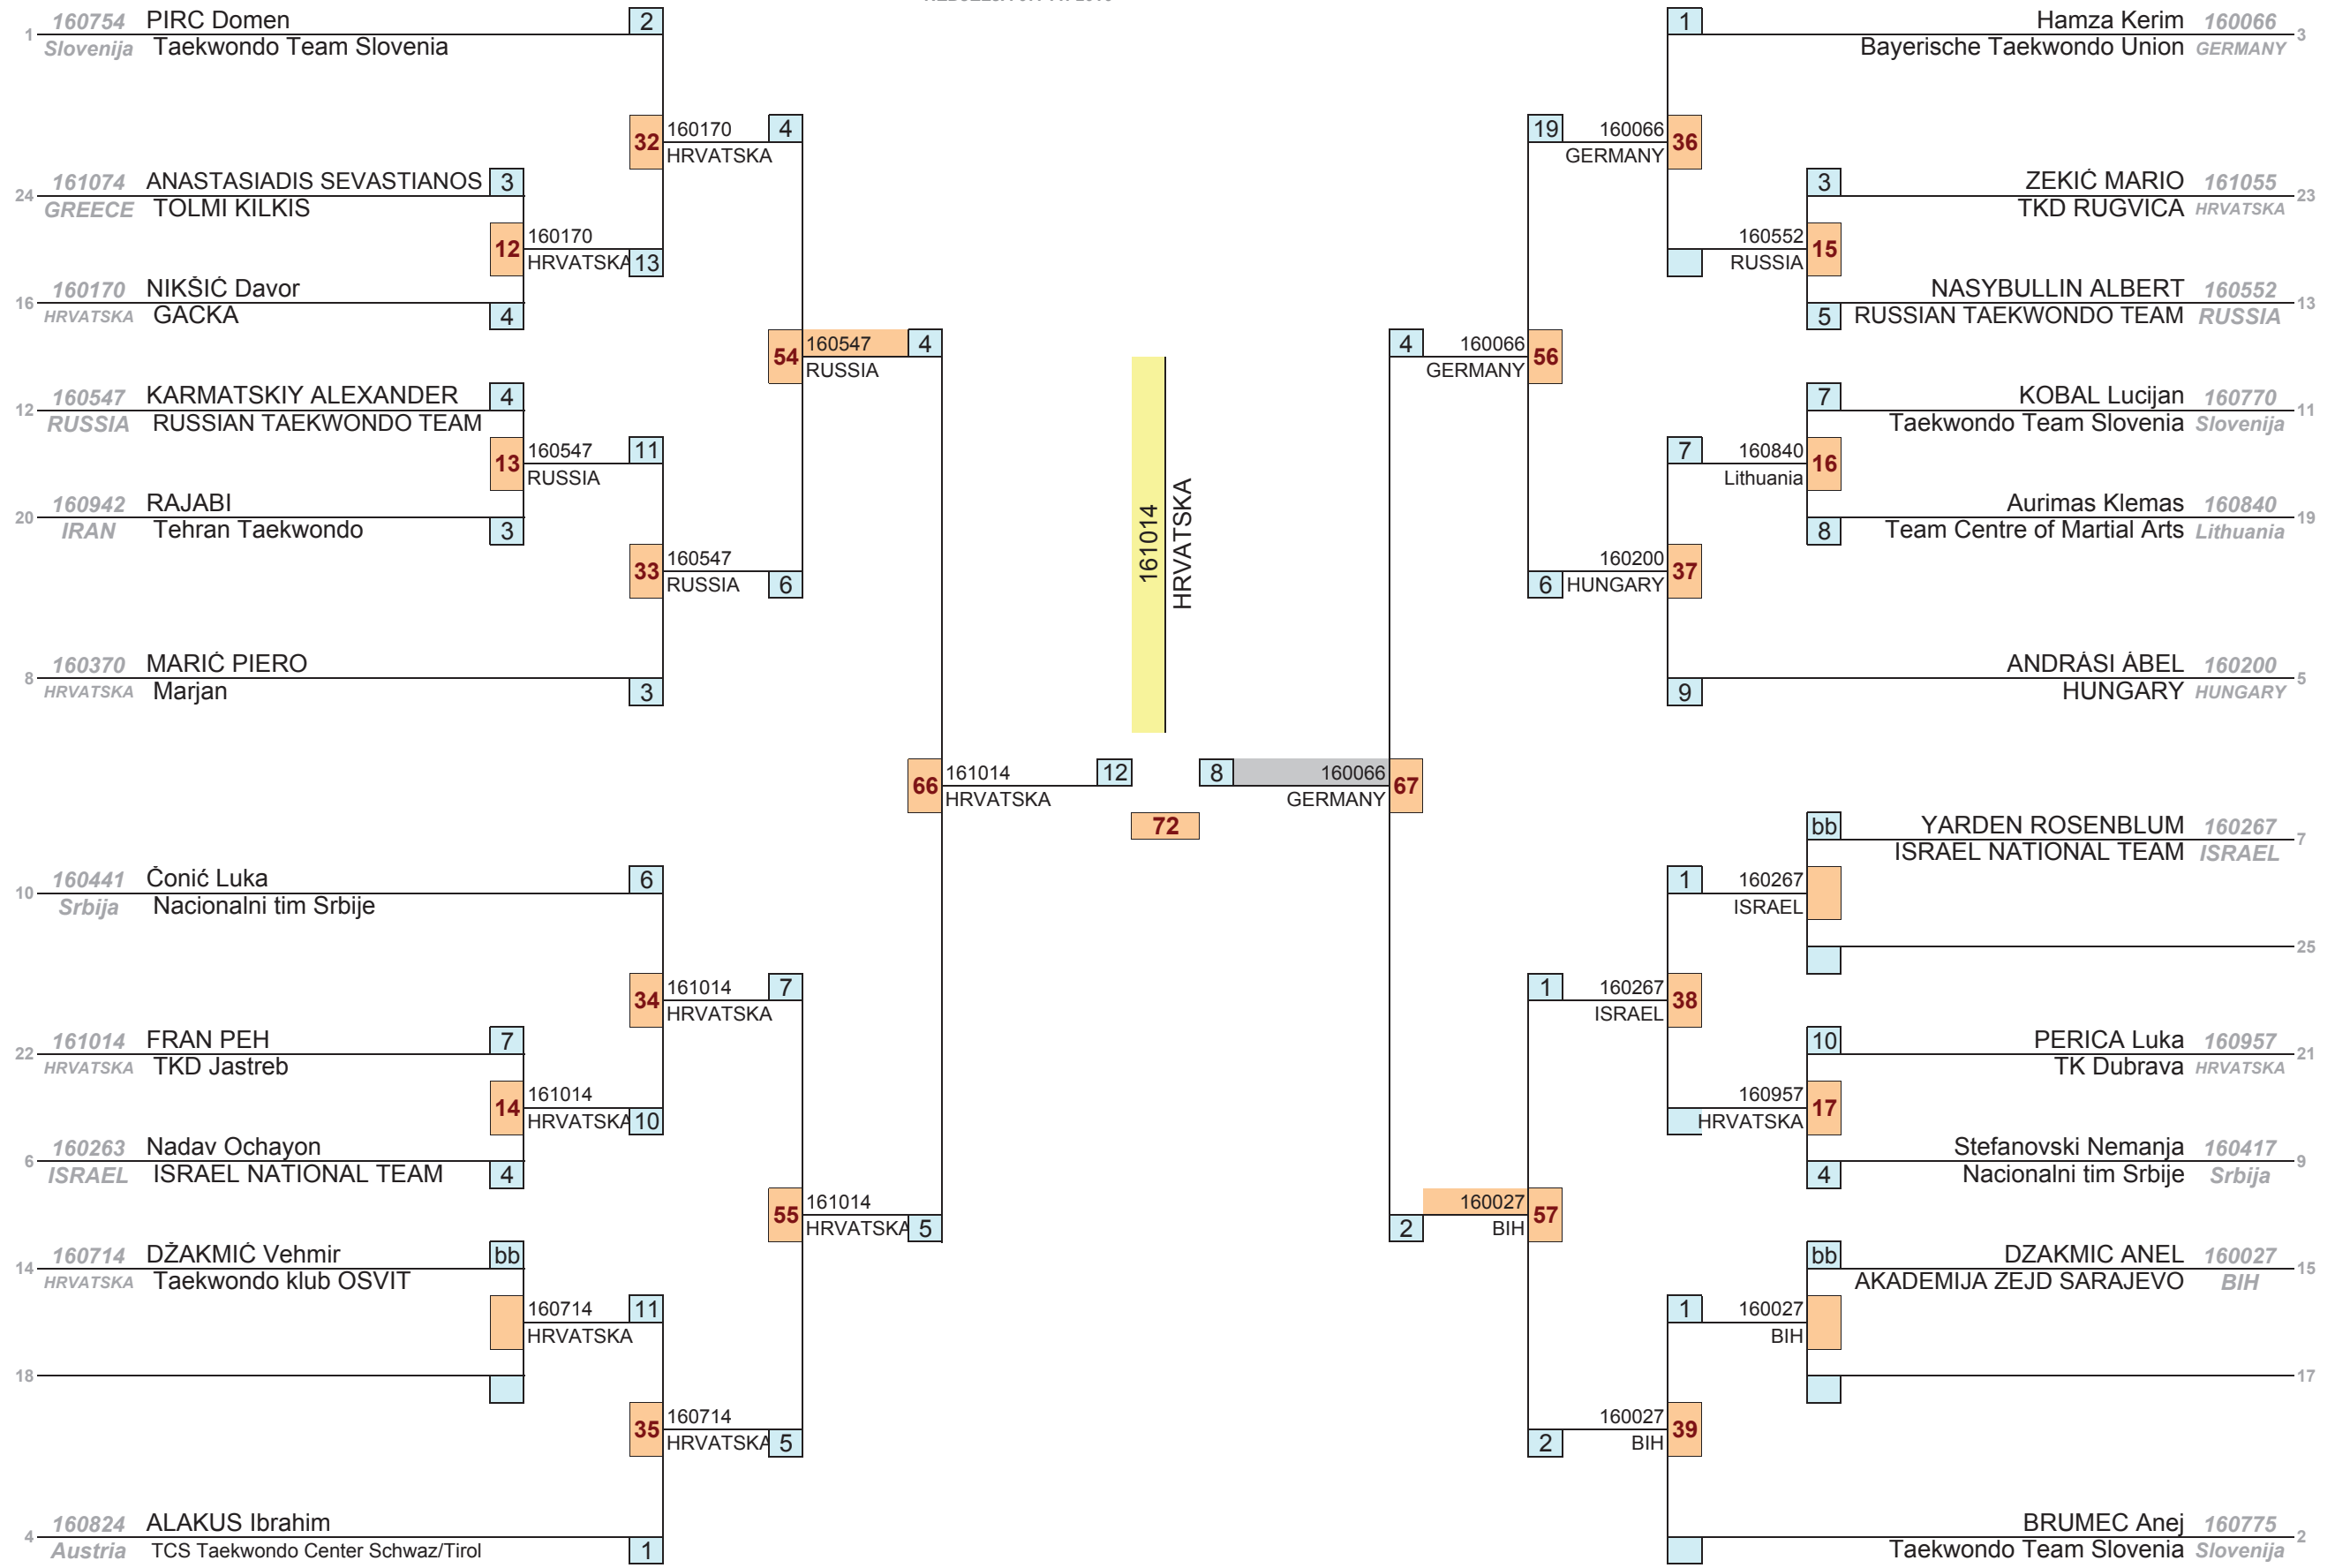 160754 PIRC Domen 2
1 Slovenija Taekwondo Team Slovenia
32 160170 4
HRVATSKA
161074 ANASTASIADIS SEVASTIANOS 3
24 GREECE TOLMI KILKIS
12 160170
HRVATSKA 13
160170 NIKŠIĆ Davor
16 HRVATSKA GACKA 4
54 160547 4
RUSSIA
160547 KARMATSKIY ALEXANDER 4
12 RUSSIA RUSSIAN TAEKWONDO TEAM
13 160547 11
RUSSIA
160942 RAJABI
20 IRAN Tehran Taekwondo 3
33 160547
RUSSIA 6
160370 MARIĆ PIERO
8 HRVATSKA Marjan 3
66 161014 12
HRVATSKA
160441 Čonić Luka 6
10 Srbija Nacionalni tim Srbije
34 161014 7
HRVATSKA
161014 FRAN PEH 7
22 HRVATSKA TKD Jastreb
14 161014
HRVATSKA 10
160263 Nadav Ochayon
6 ISRAEL ISRAEL NATIONAL TEAM 4
55 161014
HRVATSKA 5
160714 DŽAKMIĆ Vehmir bb
14 HRVATSKA Taekwondo klub OSVIT
160714 11
HRVATSKA
18
35 160714
HRVATSKA 5
160824 ALAKUS Ibrahim
4 Austria TCS Taekwondo Center Schwaz/Tirol 1
161014
HRVATSKA
72
1 Hamza Kerim 160066
Bayerische Taekwondo Union GERMANY 3
19 160066 36
GERMANY
3 ZEKIĆ MARIO 161055
TKD RUGVICA HRVATSKA 23
160552 15
RUSSIA
NASYBULLIN ALBERT 160552
5 RUSSIAN TAEKWONDO TEAM RUSSIA 13
4 160066 56
GERMANY
7 KOBAL Lucijan 160770
Taekwondo Team Slovenia Slovenija 11
7 160840 16
Lithuania
Aurimas Klemas 160840
8 Team Centre of Martial Arts Lithuania 19
160200 37
6 HUNGARY
ANDRÁSI ÁBEL 160200
9 HUNGARY HUNGARY 5
8 160066 67
GERMANY
bb YARDEN ROSENBLUM 160267
ISRAEL NATIONAL TEAM ISRAEL 7
1 160267
ISRAEL
25
1 160267 38
ISRAEL
10 PERICA Luka 160957
TK Dubrava HRVATSKA 21
160957 17
HRVATSKA
Stefanovski Nemanja 160417
4 Nacionalni tim Srbije Srbija 9
160027 57
2 BIH
bb DZAKMIC ANEL 160027
AKADEMIJA ZEJD SARAJEVO BIH 15
1 160027
BIH
17
160027 39
2 BIH
BRUMEC Anej 160775
Taekwondo Team Slovenia Slovenija 2